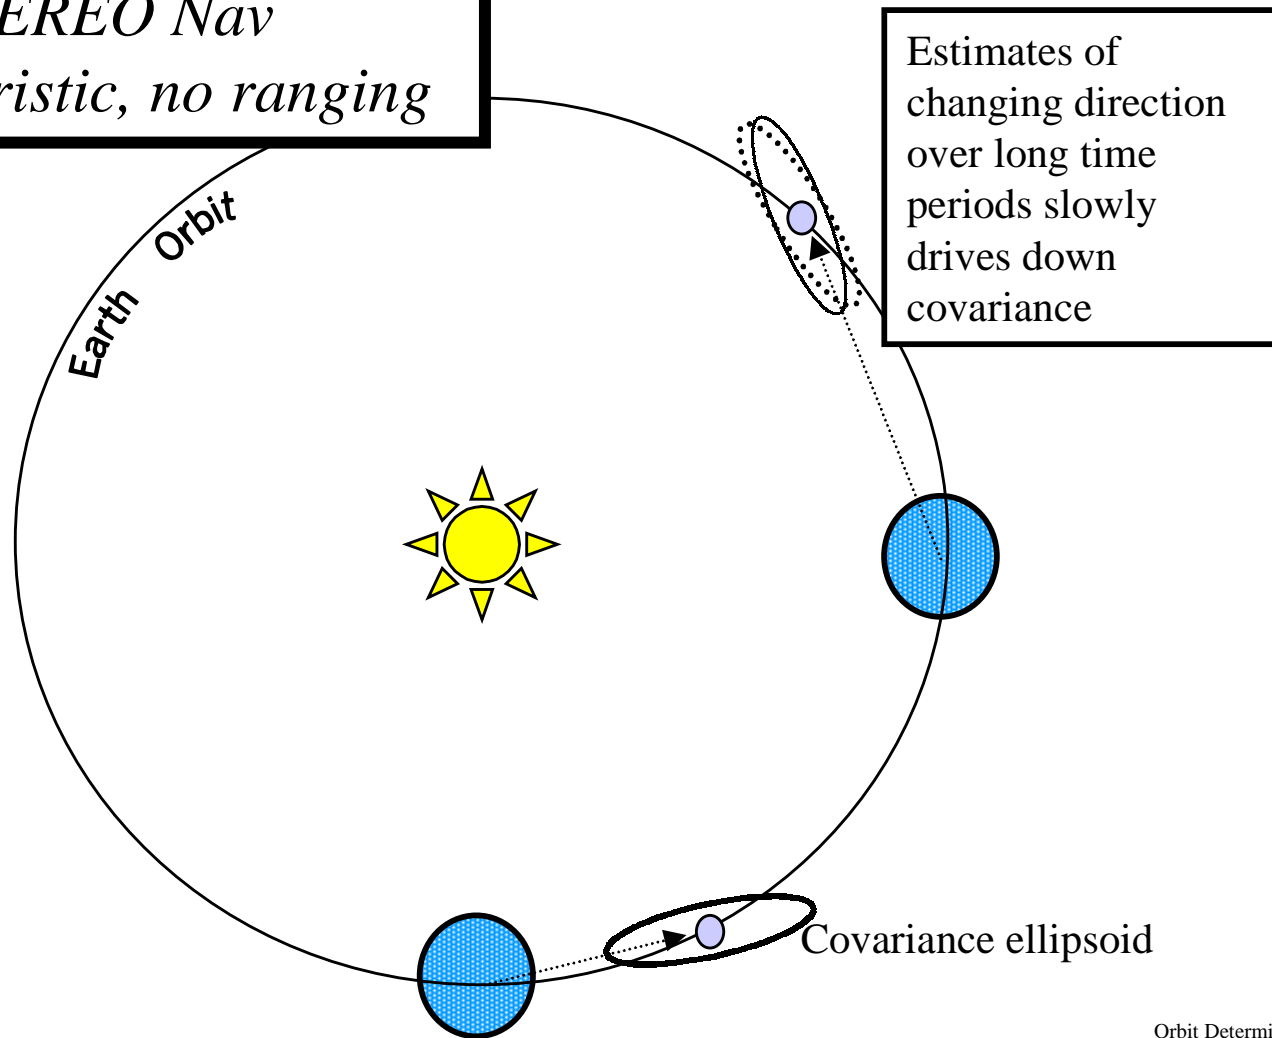 EREO Nav
ristic, no ranging
Estimates of
changing direction
over long time
periods slowly
drives down
covariance
Earth Orbit
Covariance ellipsoid
Orbit Determi